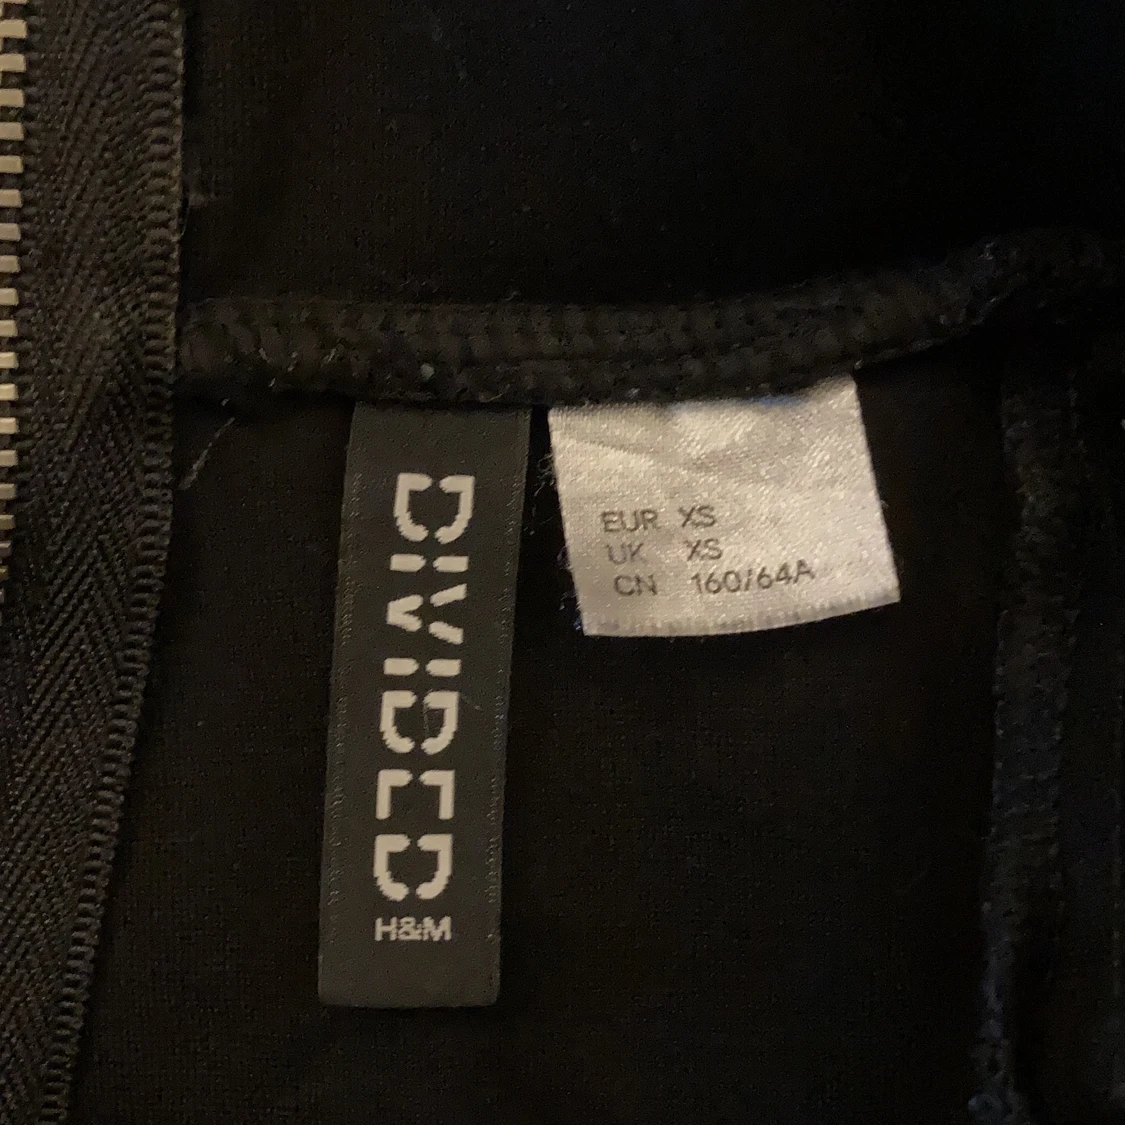 DIVIDED
H&M
EUR XS
UK XS
CN 160/64A